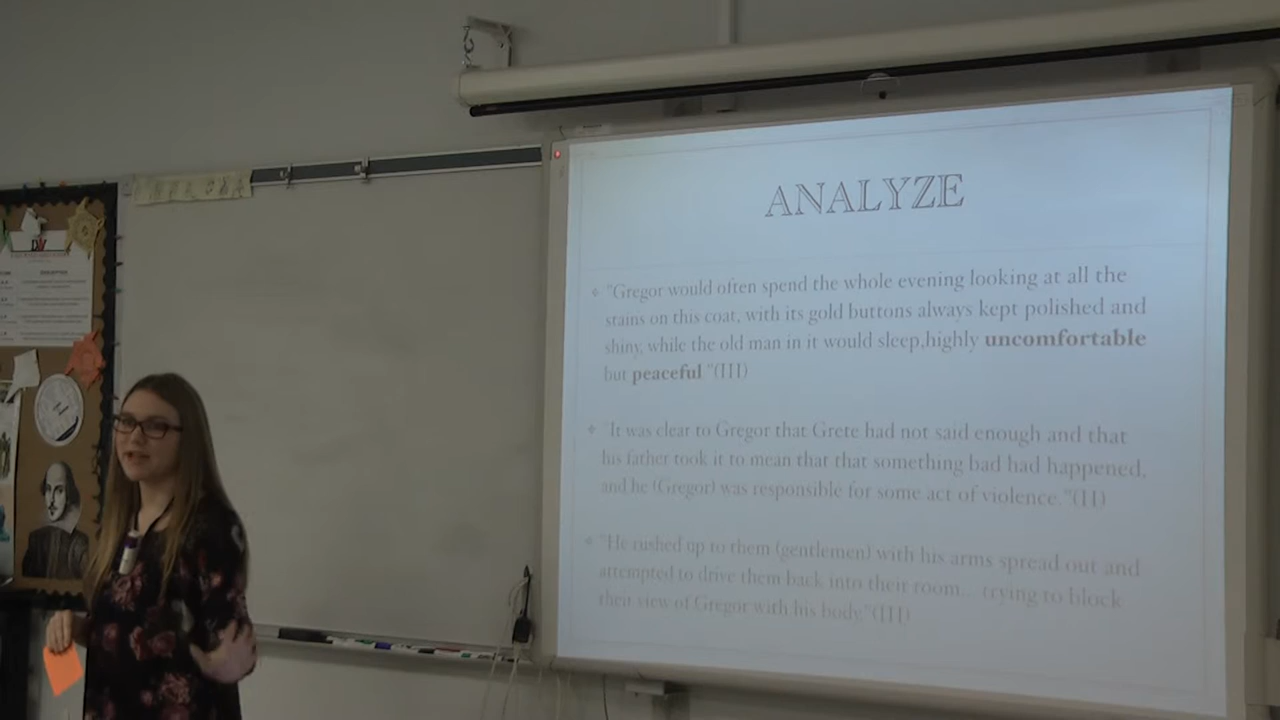 ANALYZE
"Gregor would often spend the whole evening looking at all the
stains on this coat, with its gold buttons always kept polished and
shiny, while the old man in it would sleep,highly uncomfortable
but peaceful."(III)
"It was clear to Gregor that Grete had not said enough and that
his father took it to mean that that something bad had happened,
and he (Gregor) was responsible for some act of violence."(II)
"He rushed up to them (gentlemen) with his arms spread out and
attempted to drive them back into their room... trying to block
their view of Gregor with his body."(III)